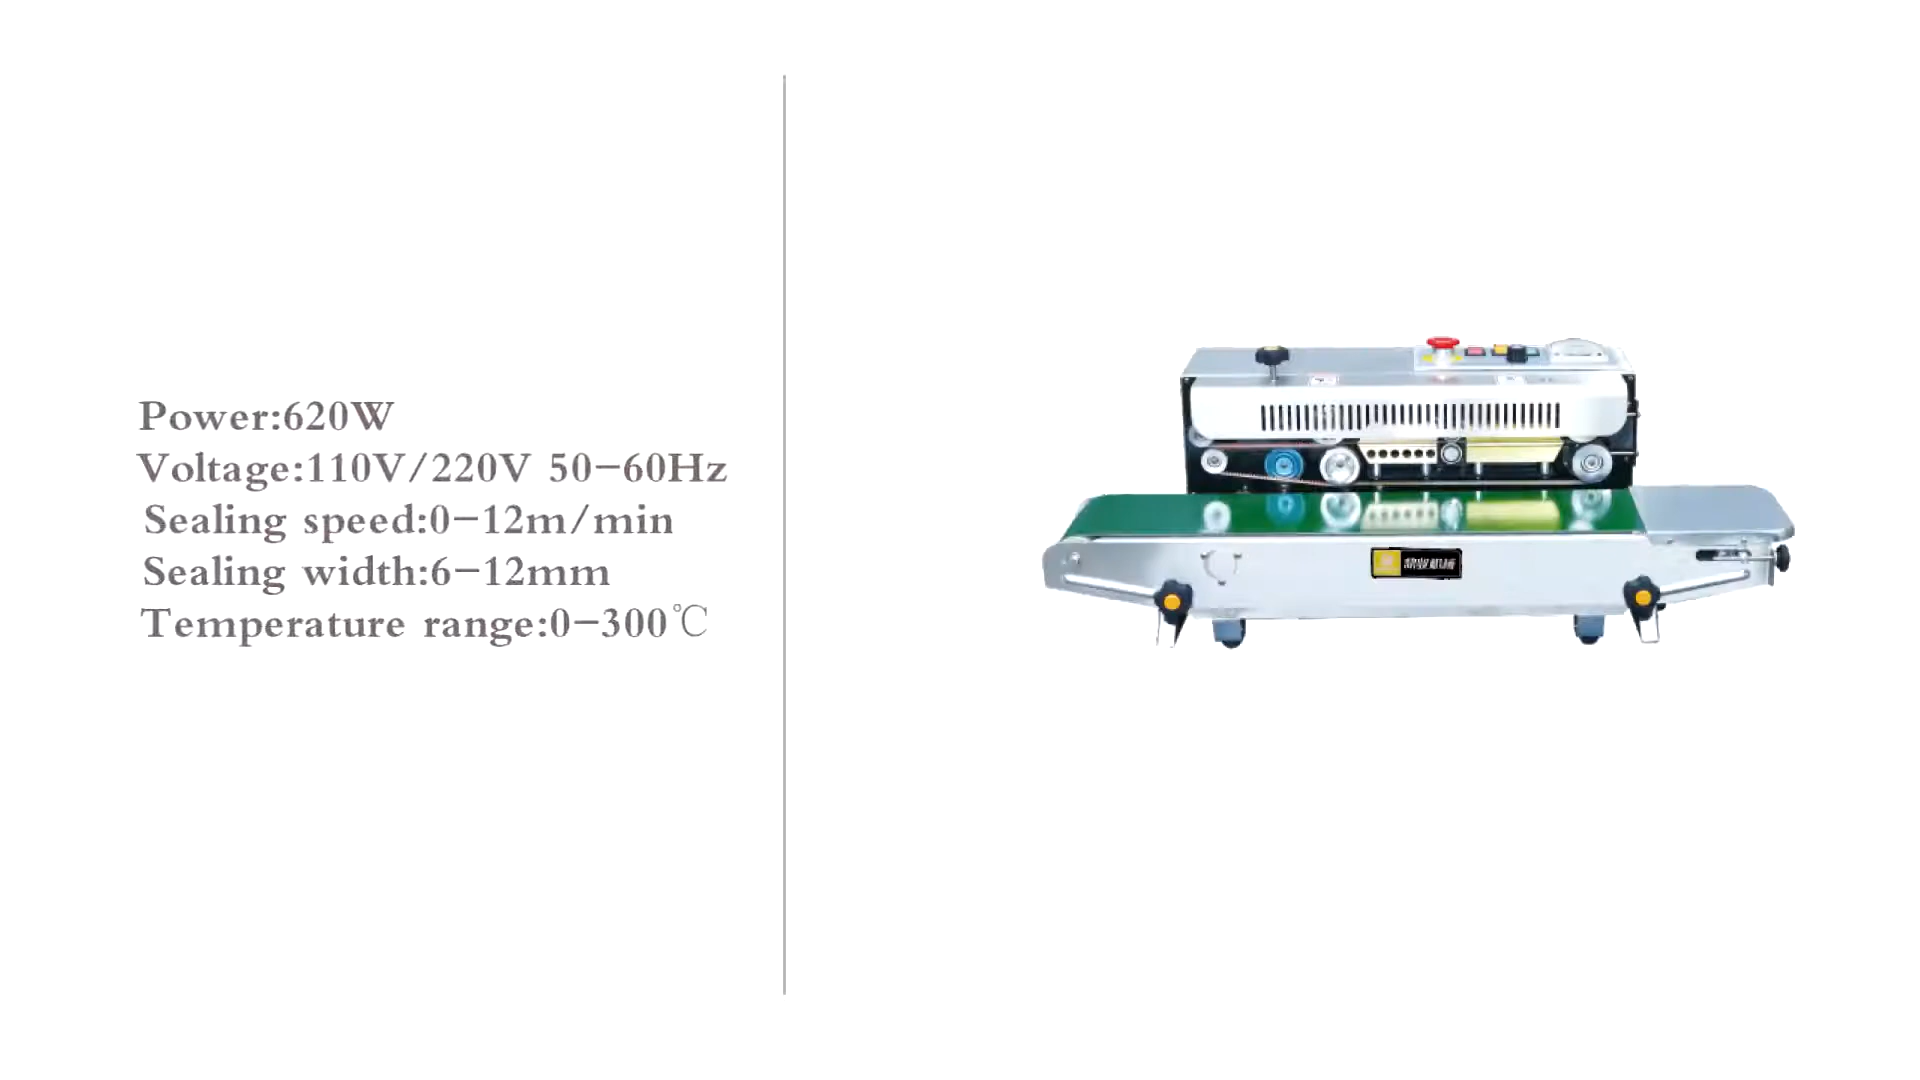 Power:620W
Voltage:110V/220V 50-60Hz
Sealing speed:0-12m/min
Sealing width:6-12mm
Temperature range:0-300℃